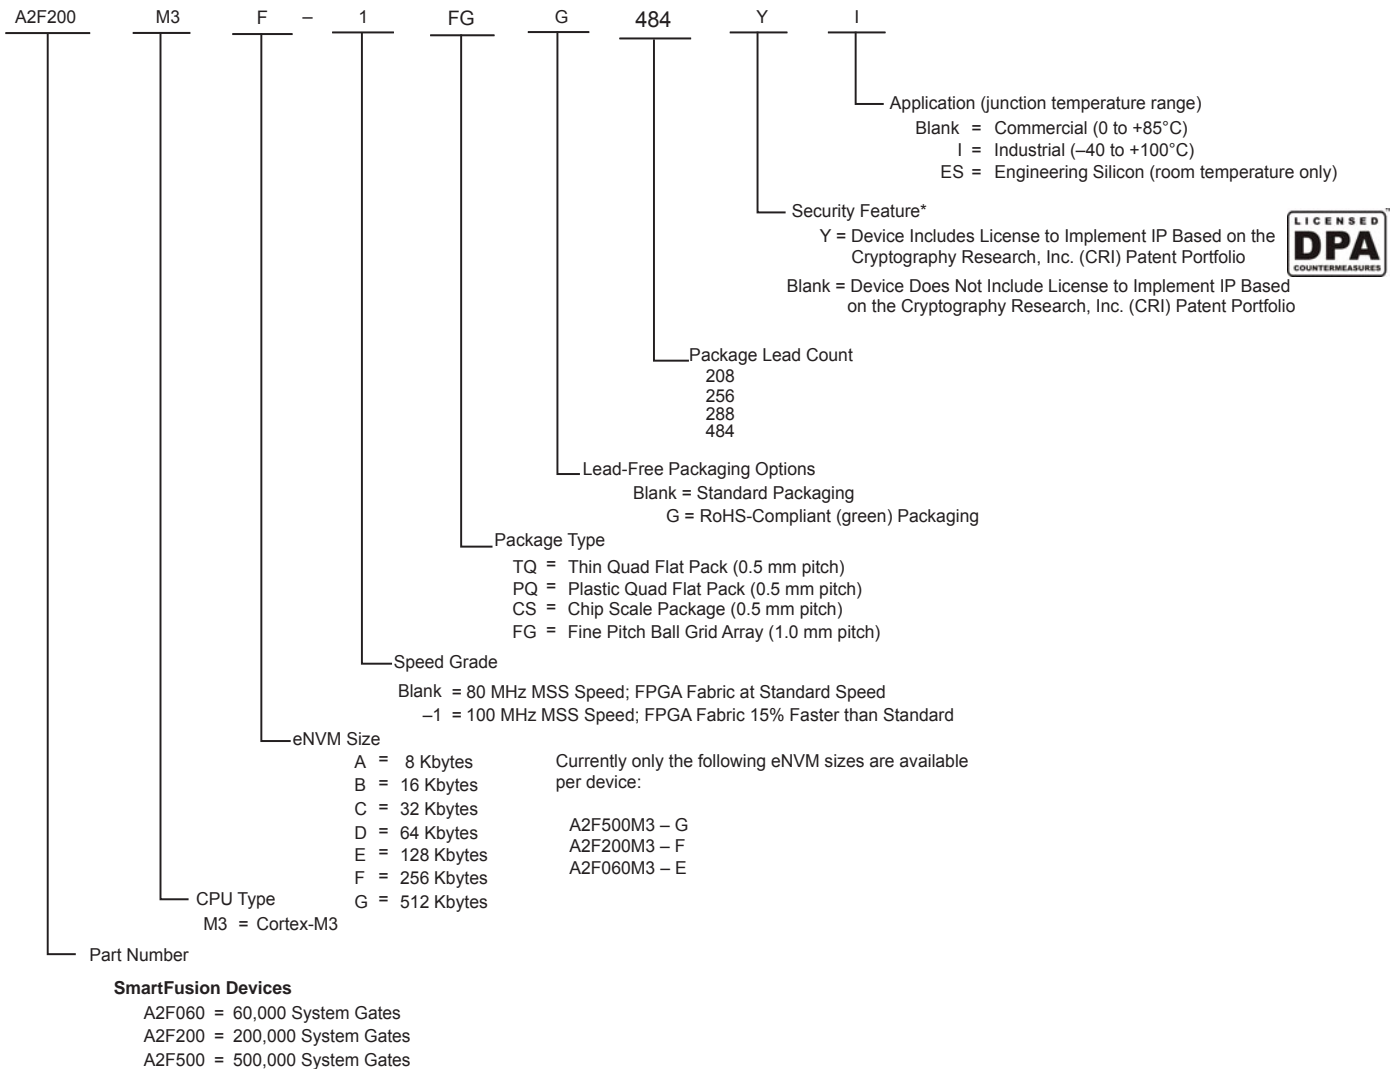 A2F200 M3 F – 1 FG G 484 Y I
Application (junction temperature range)
Blank = Commercial (0 to +85°C)
I = Industrial (–40 to +100°C)
ES = Engineering Silicon (room temperature only)
Security Feature*
Y = Device Includes License to Implement IP Based on the
Cryptography Research, Inc. (CRI) Patent Portfolio
LICENSED
DPA
COUNTERMEASURES
™
Blank = Device Does Not Include License to Implement IP Based
on the Cryptography Research, Inc. (CRI) Patent Portfolio
Package Lead Count
208
256
288
484
Lead-Free Packaging Options
Blank = Standard Packaging
G = RoHS-Compliant (green) Packaging
Package Type
TQ = Thin Quad Flat Pack (0.5 mm pitch)
PQ = Plastic Quad Flat Pack (0.5 mm pitch)
CS = Chip Scale Package (0.5 mm pitch)
FG = Fine Pitch Ball Grid Array (1.0 mm pitch)
Speed Grade
Blank = 80 MHz MSS Speed; FPGA Fabric at Standard Speed
–1 = 100 MHz MSS Speed; FPGA Fabric 15% Faster than Standard
eNVM Size
A = 8 Kbytes
B = 16 Kbytes
C = 32 Kbytes
D = 64 Kbytes
E = 128 Kbytes
F = 256 Kbytes
G = 512 Kbytes
Currently only the following eNVM sizes are available
per device:
A2F500M3 – G
A2F200M3 – F
A2F060M3 – E
CPU Type
M3 = Cortex-M3
Part Number
SmartFusion Devices
A2F060 = 60,000 System Gates
A2F200 = 200,000 System Gates
A2F500 = 500,000 System Gates